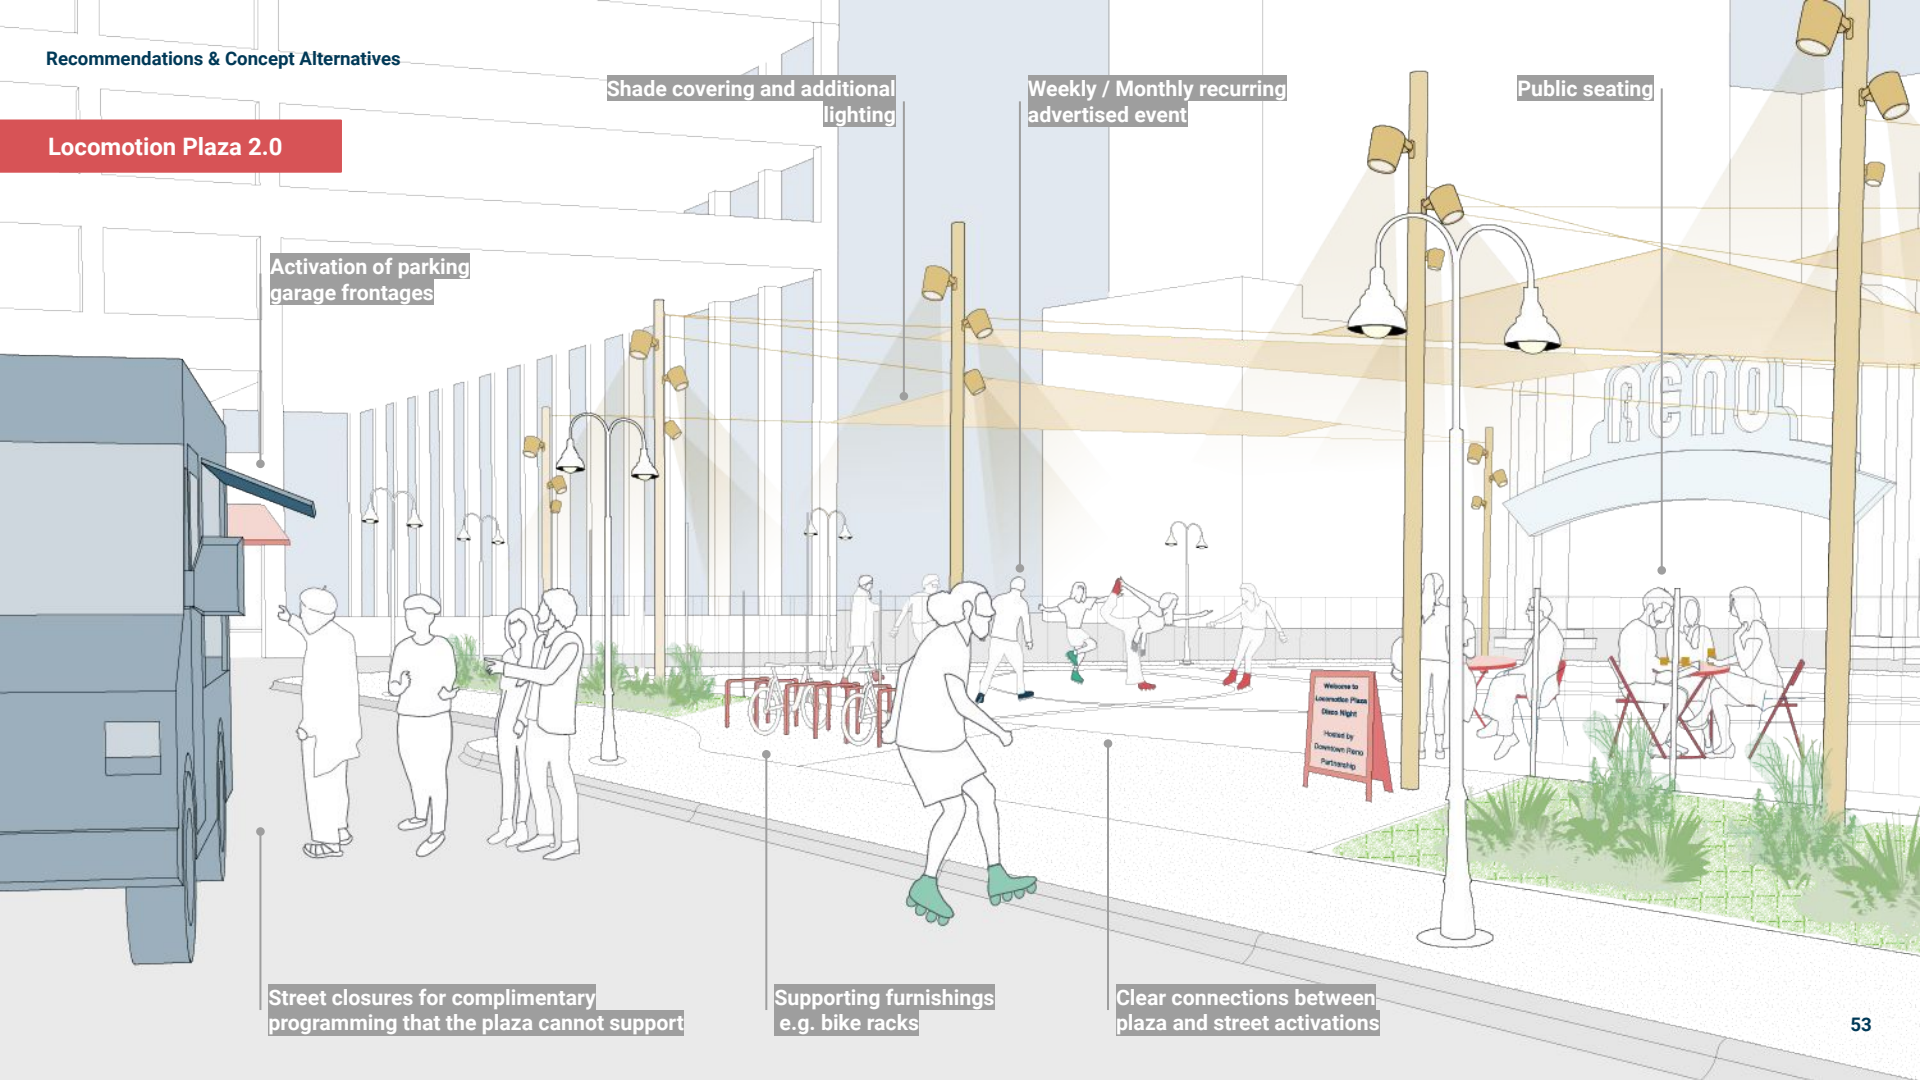 Recommendations & Concept Alternatives
Locomotion Plaza 2.0
Shade covering and additional
lighting
Weekly / Monthly recurring
advertised event
Public seating
Activation of parking
garage frontages
RENO
Welcome to
Locomotion Plaza
Disco Night
Hosted by
Downtown Reno
Partnership
Street closures for complimentary
programming that the plaza cannot support
Supporting furnishings
e.g. bike racks
Clear connections between
plaza and street activations
53